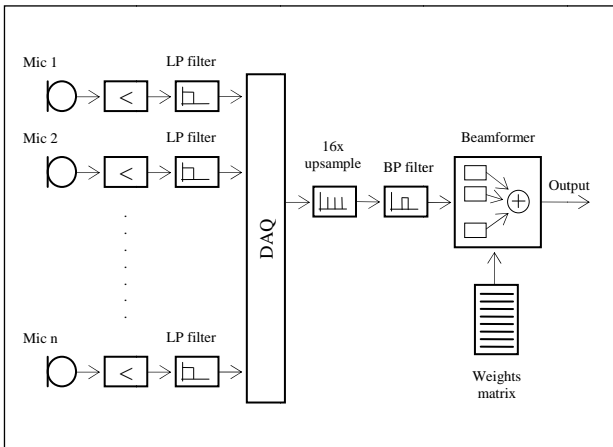 Mic 1
LP filter
<
Mic 2
LP filter
<
Mic n
LP filter
<
DAQ
16x
upsample
BP filter
Beamformer
+
Output
Weights
matrix